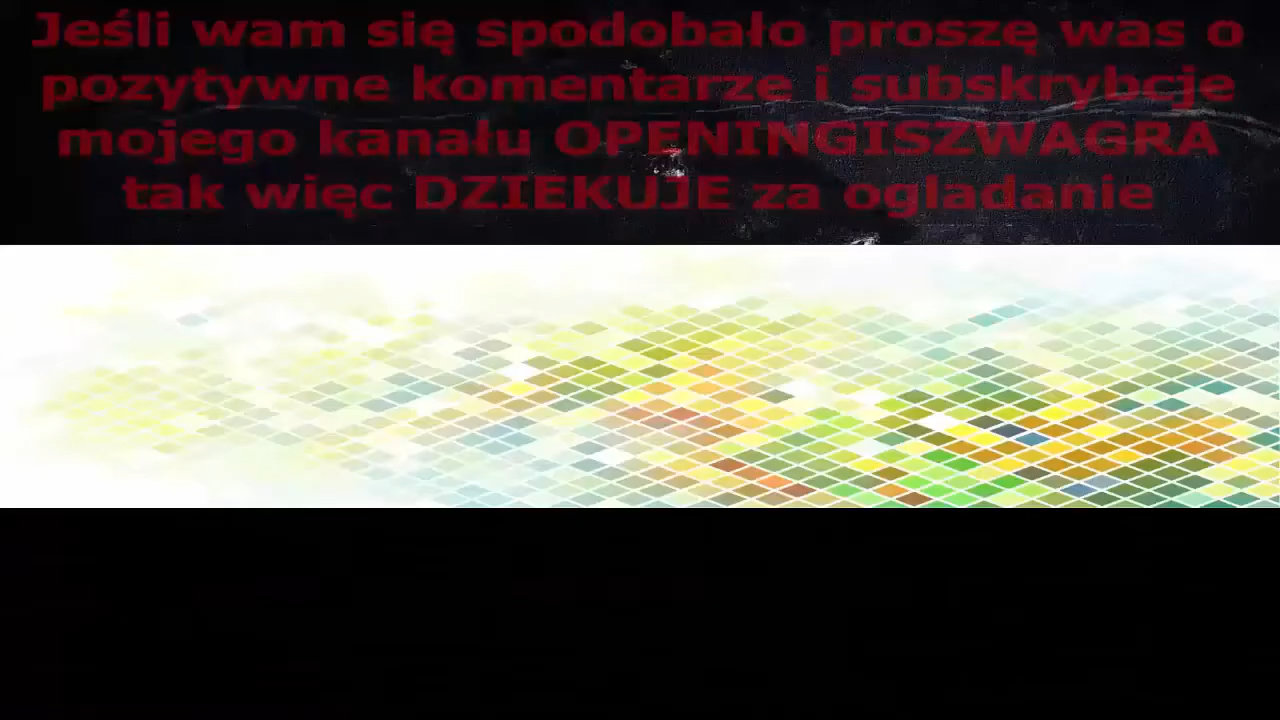 Jeśli wam się spodobało proszę was o
pozytywne komentarze i subskrybcje
mojego kanału OPENINGISZWAGRA
tak więc DZIEKUJE za ogladanie